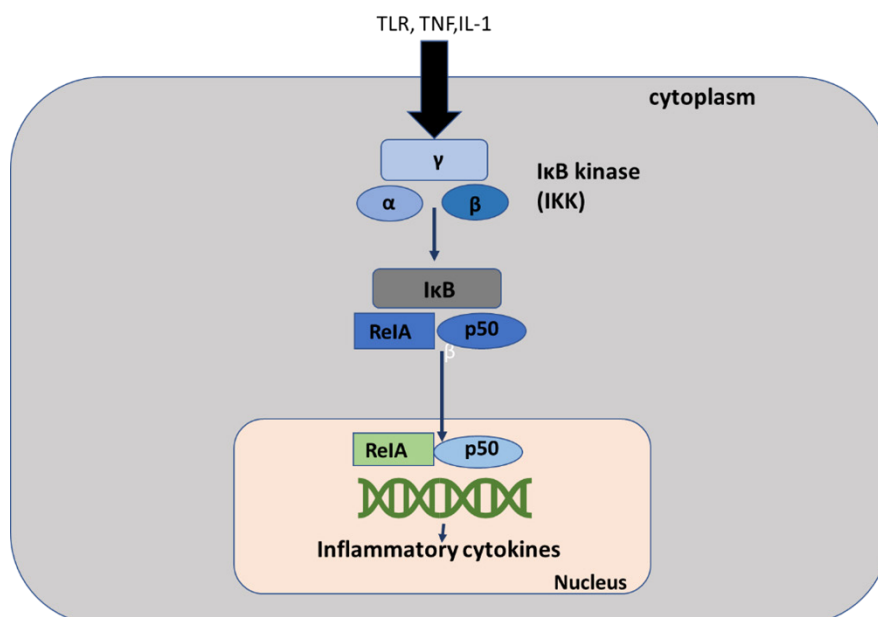 TLR, TNF,IL-1
cytoplasm
γ
IκB kinase
(IKK)
α
β
IκB
RelA
p50
β
RelA
p50
Inflammatory cytokines
Nucleus